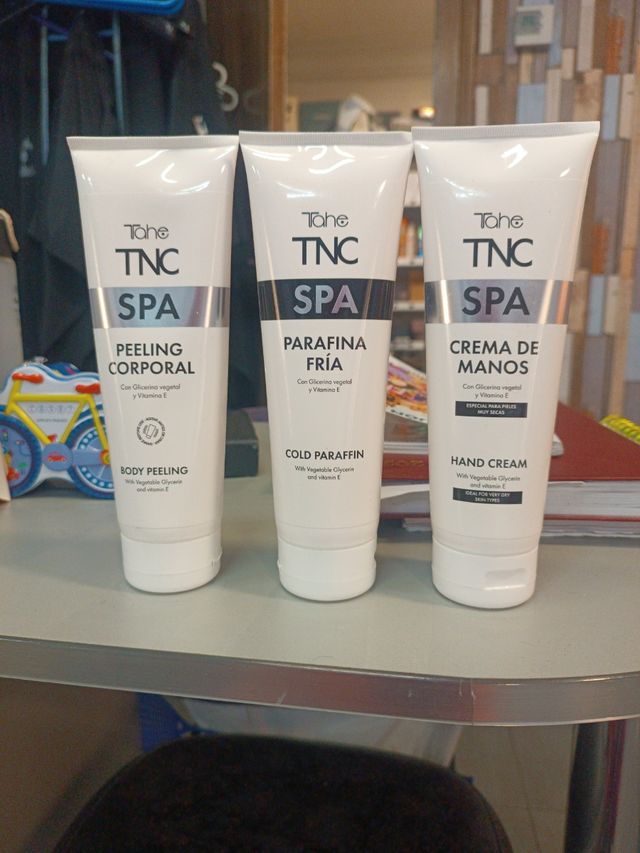 Tahe
TNC
SPA
PEELING
CORPORAL
Con Glicerina vegetal
y Vitamina E
BODY PEELING
With Vegetable Glycerin
and vitamin E
Tahe
TNC
SPA
PARAFINA
FRÍA
Con Glicerina vegetal
y Vitamina E
COLD PARAFFIN
With Vegetable Glycerin
and vitamin E
Tahe
TNC
SPA
CREMA DE
MANOS
Con Glicerina vegetal
y Vitamina E
ESPECIAL PARA PIELES
MUY SECAS
HAND CREAM
With Vegetable Glycerin
and vitamin E
IDEAL FOR VERY DRY
SKIN TYPES